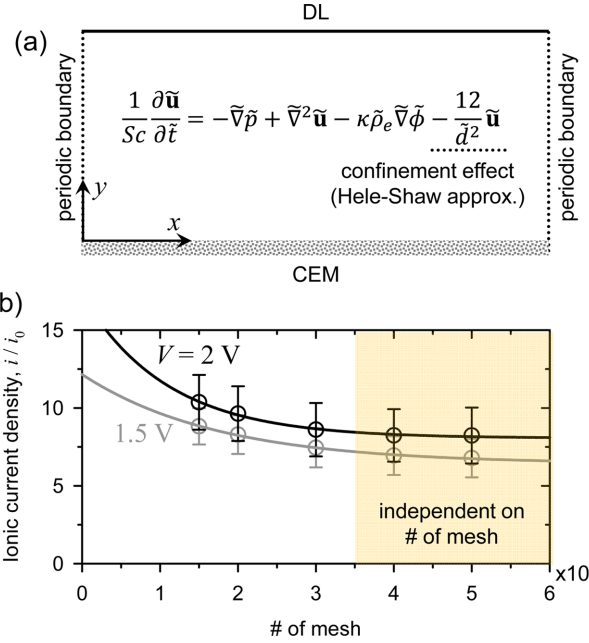 DL
(a)
periodic boundary
periodic boundary
1/Sc ∂ũ/∂t̃ = −∇̃p̃ + ∇̃²ũ − κρ̃ₑ∇̃ϕ̃ − 12/d̃² ũ
confinement effect
(Hele-Shaw approx.)
y
x
CEM
b)
Ionic current density, i / i₀
15
10
5
0
V = 2 V
1.5 V
independent on
# of mesh
0 1 2 3 4 5 6
x10
# of mesh